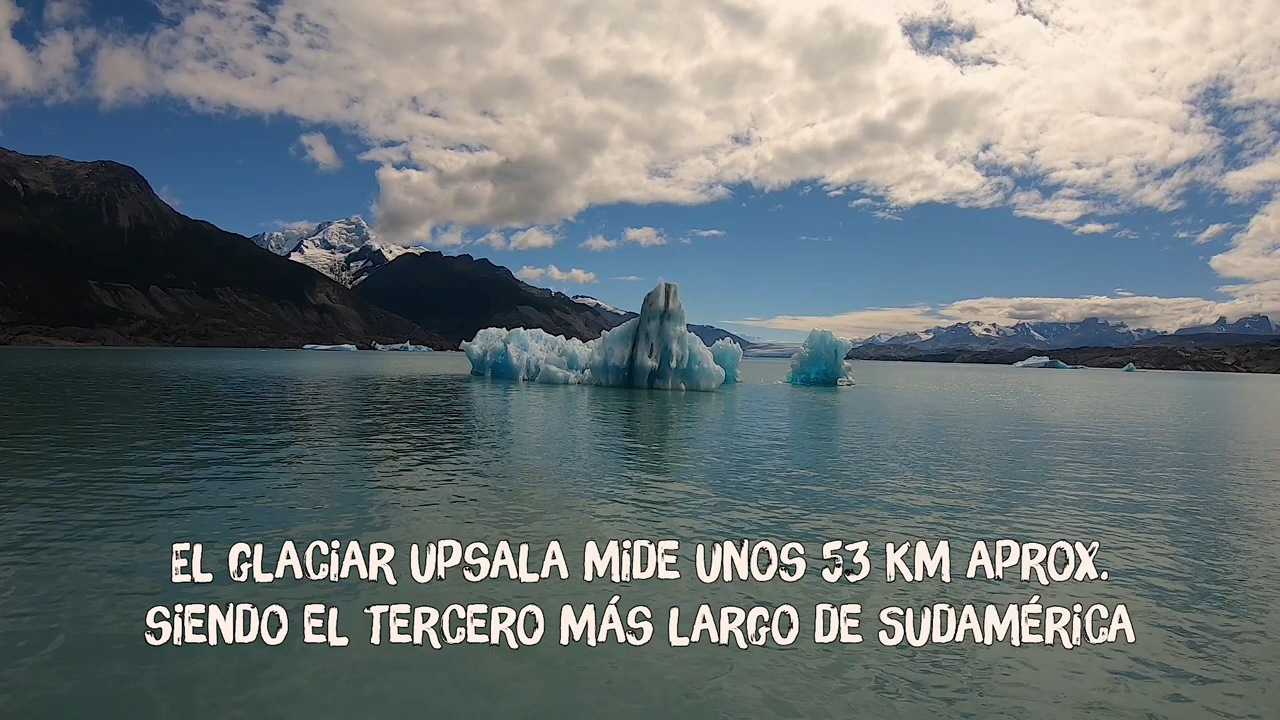 EL GLACIAR UPSALA MIDE UNOS 53 KM APROX.
SIENDO EL TERCERO MÁS LARGO DE SUDAMÉRICA